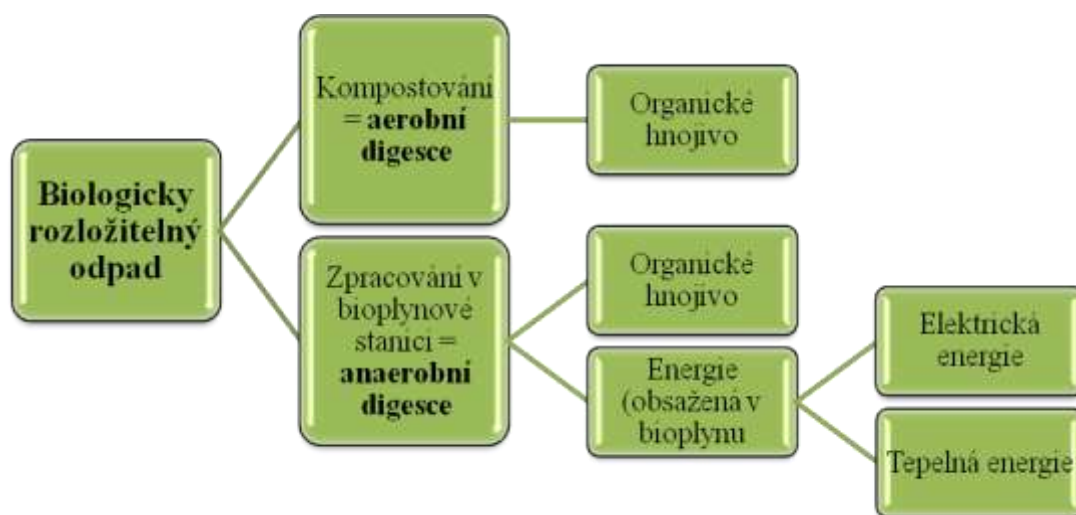 Biologicky
rozložitelný
odpad
Kompostování
= aerobní
digesce
Organické
hnojivo
Zpracování v
bioplynové
stanici =
anaerobní
digesce
Organické
hnojivo
Energie
(obsažená v
bioplynu
Elektrická
energie
Tepelná energie